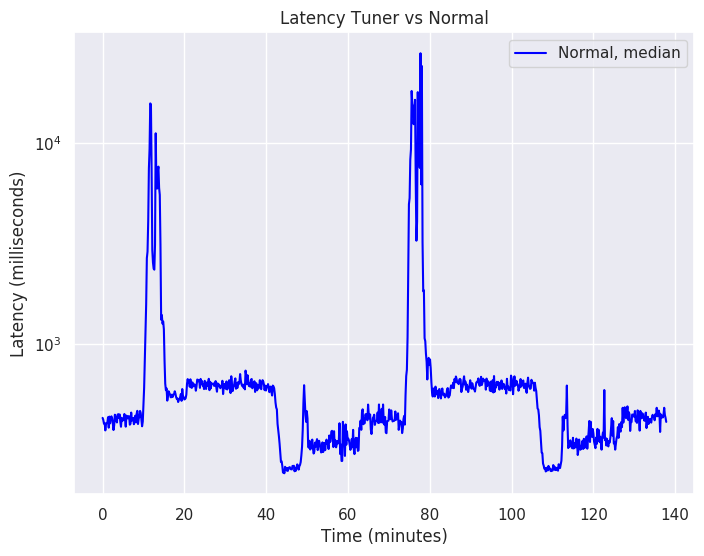 Latency Tuner vs Normal
Normal, median
Latency (milliseconds)
10⁴
10³
0 20 40 60 80 100 120 140
Time (minutes)